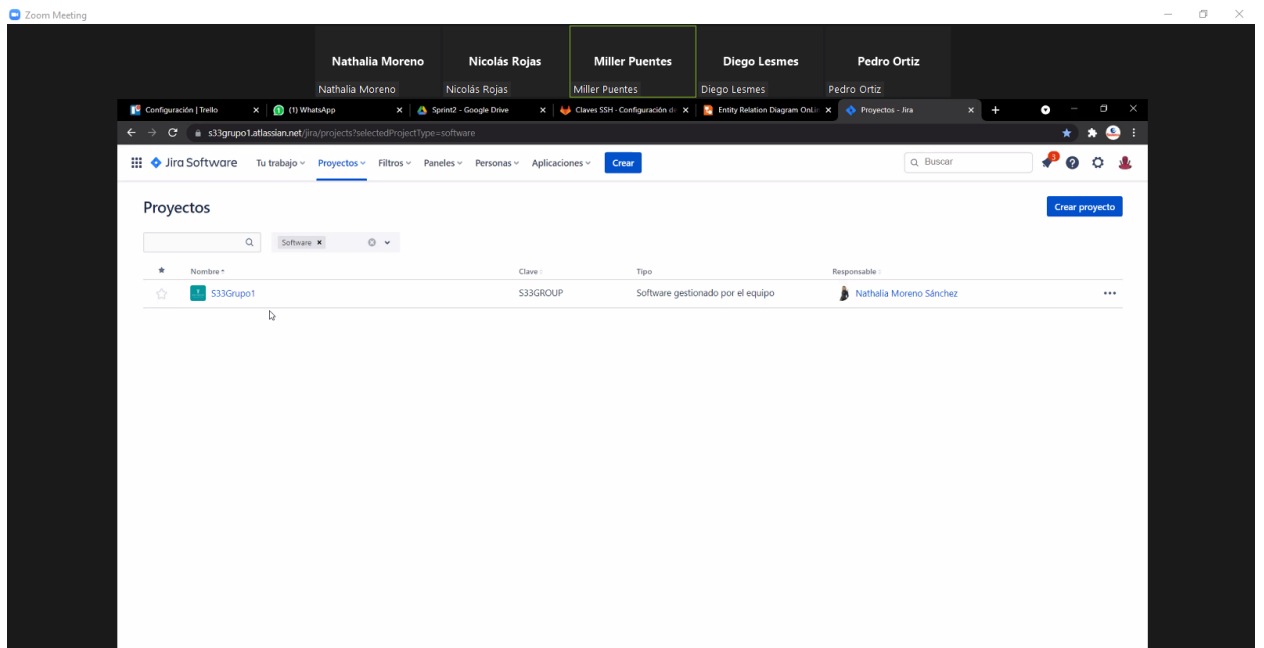 Zoom Meeting
Nathalia Moreno Nicolás Rojas Miller Puentes Diego Lesmes Pedro Ortiz
Nathalia Moreno Nicolás Rojas Miller Puentes Diego Lesmes Pedro Ortiz
Configuración | Trello (1) WhatsApp Sprint2 - Google Drive Claves SSH - Configuración de Entity Relation Diagram OnLin Proyectos - Jira
s33grupo1.atlassian.net/jira/projects?selectedProjectType=software
Jira Software Tu trabajo Proyectos Filtros Paneles Personas Aplicaciones Crear Buscar 3
Proyectos Crear proyecto
Software
Nombre Clave Tipo Responsable
S33Grupo1 S33GROUP Software gestionado por el equipo Nathalia Moreno Sánchez